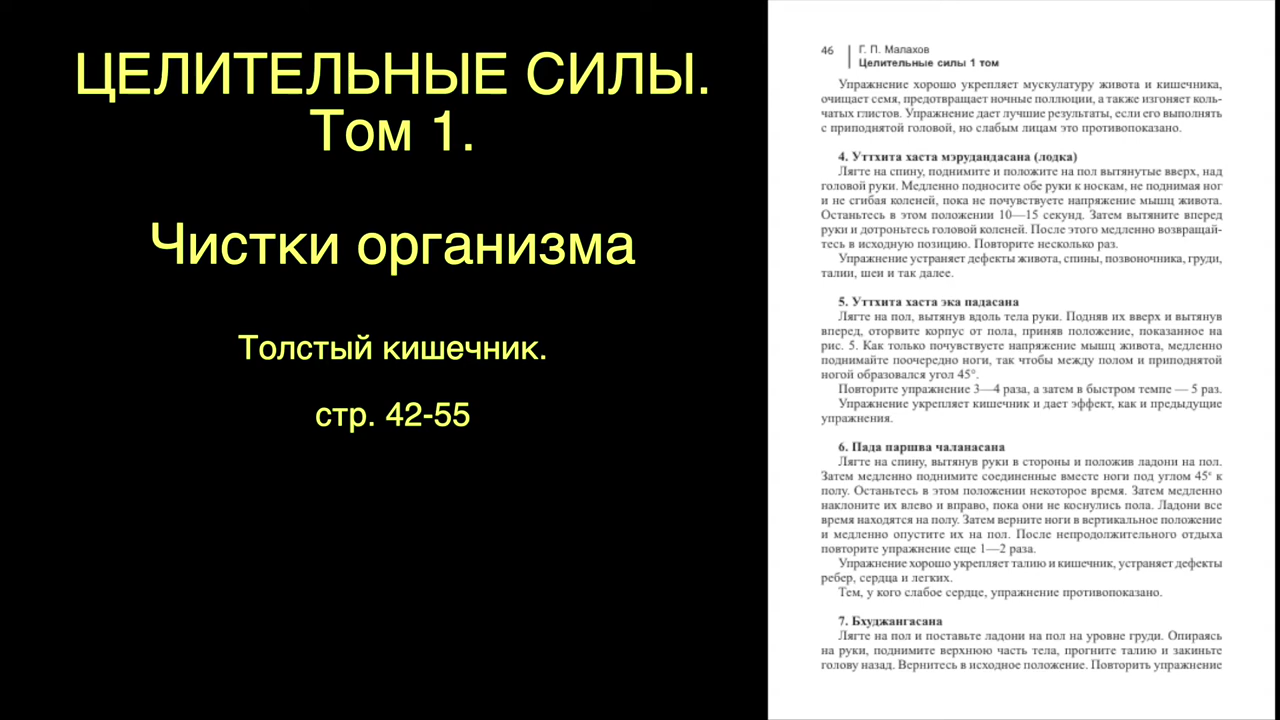 ЦЕЛИТЕЛЬНЫЕ СИЛЫ.
Том 1.
Чистки организма
Толстый кишечник.
стр. 42-55
46
Г. П. Малахов
Целительные силы 1 том
Упражнение хорошо укрепляет мускулатуру живота и кишечника,
очищает семя, предотвращает ночные поллюции, а также изгоняет коль-
чатых глистов. Упражнение дает лучшие результаты, если его выполнять
с приподнятой головой, но слабым лицам это противопоказано.
4. Уттхита хаста мэрудандасана (лодка)
Лягте на спину, поднимите и положите на пол вытянутые вверх, над
головой руки. Медленно подносите обе руки к носкам, не поднимая ног
и не сгибая коленей, пока не почувствуете напряжение мышц живота.
Останьтесь в этом положении 10—15 секунд. Затем вытяните вперед
руки и дотроньтесь головой коленей. После этого медленно возвращай-
тесь в исходную позицию. Повторите несколько раз.
Упражнение устраняет дефекты живота, спины, позвоночника, груди,
талии, шеи и так далее.
5. Уттхита хаста эка падасана
Лягте на пол, вытянув вдоль тела руки. Подняв их вверх и вытянув
вперед, оторвите корпус от пола, приняв положение, показанное на
рис. 5. Как только почувствуете напряжение мышц живота, медленно
поднимайте поочередно ноги, так чтобы между полом и приподнятой
ногой образовался угол 45°.
Повторите упражнение 3—4 раза, а затем в быстром темпе — 5 раз.
Упражнение укрепляет кишечник и дает эффект, как и предыдущие
упражнения.
6. Пада паршва чаланасана
Лягте на спину, вытянув руки в стороны и положив ладони на пол.
Затем медленно поднимите соединенные вместе ноги под углом 45° к
полу. Останьтесь в этом положении некоторое время. Затем медленно
наклоните их влево и вправо, пока они не коснулись пола. Ладони все
время находятся на полу. Затем верните ноги в вертикальное положение
и медленно опустите их на пол. После непродолжительного отдыха
повторите упражнение еще 1—2 раза.
Упражнение хорошо укрепляет талию и кишечник, устраняет дефекты
ребер, сердца и легких.
Тем, у кого слабое сердце, упражнение противопоказано.
7. Бхуджангасана
Лягте на пол и поставьте ладони на пол на уровне груди. Опираясь
на руки, поднимите верхнюю часть тела, прогните талию и закиньте
голову назад. Вернитесь в исходное положение. Повторить упражнение